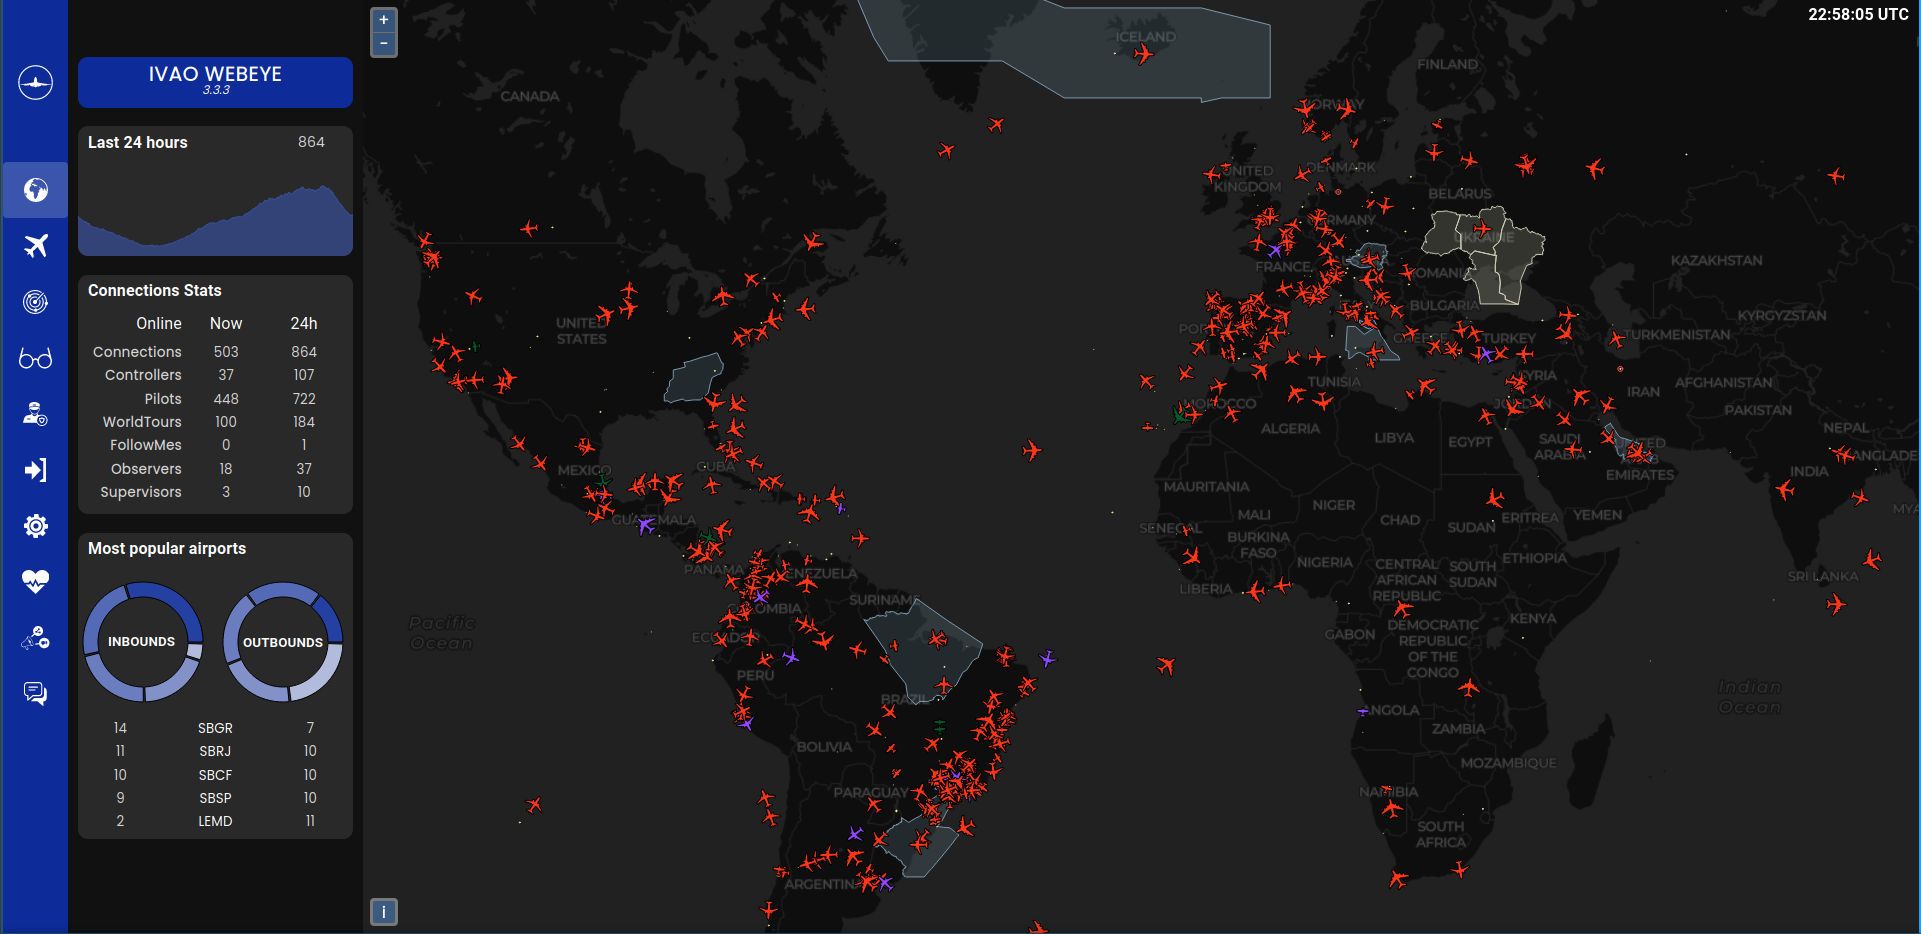 22:58:05 UTC
+
−
IVAO WEBEYE
3.3.3
Last 24 hours 864
Connections Stats
Online Now 24h
Connections 503 864
Controllers 37 107
Pilots 448 722
WorldTours 100 184
FollowMes 0 1
Observers 18 37
Supervisors 3 10
Most popular airports
INBOUNDS OUTBOUNDS
14 SBGR 7
11 SBRJ 10
10 SBCF 10
9 SBSP 10
2 LEMD 11
ICELAND
FINLAND
CANADA
NORWAY
UNITED
KINGDOM
DENMARK
BELARUS
GERMANY
UKRAINE
FRANCE
KAZAKHSTAN
ROMANIA
BULGARIA
UNITED
STATES
KYRGYZSTAN
GREECE
TURKEY
TURKMENISTAN
TUNISIA
SYRIA
IRAN
AFGHANISTAN
MOROCCO
JORDAN
PAKISTAN
ALGERIA
LIBYA
EGYPT
SAUDI
ARABIA
UNITED
ARAB
EMIRATES
NEPAL
BANGLADE
INDIA
MEXICO
CUBA
MAURITANIA
NIGER
MALI
CHAD
SUDAN
ERITREA
YEMEN
MYA
GUATEMALA
SENEGAL
BURKINA
FASO
NIGERIA
ETHIOPIA
PANAMA
VENEZUELA
CENTRAL
AFRICAN
REPUBLIC
SOUTH
SUDAN
SRI LANKA
LIBERIA
SURINAME
COLOMBIA
Pacific
Ocean
ECUADOR
GABON
DEMOCRATIC
REPUBLIC
OF THE
CONGO
KENYA
PERU
BRAZIL
Indian
Ocean
ANGOLA
ZAMBIA
BOLIVIA
MOZAMBIQUE
PARAGUAY
NAMIBIA
SOUTH
AFRICA
ARGENTIN
i